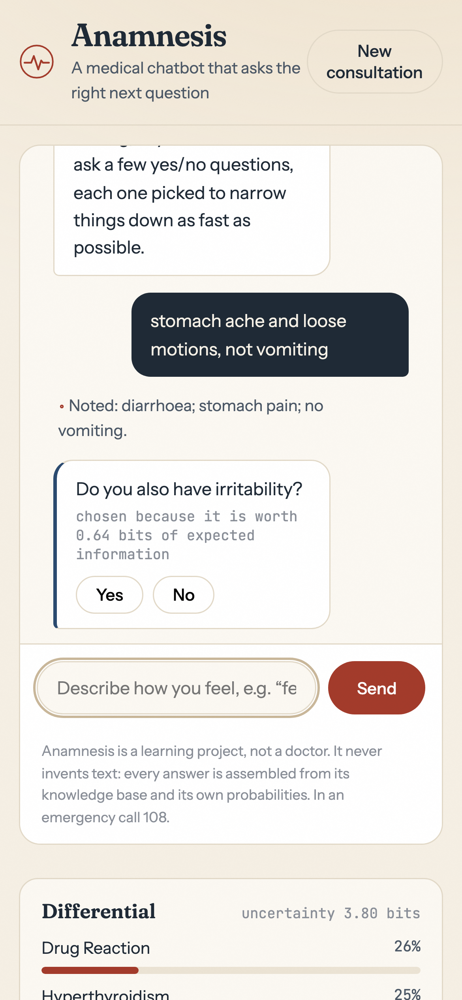 Anamnesis
A medical chatbot that asks the
right next question
New
consultation
ask a few yes/no questions,
each one picked to narrow
things down as fast as
possible.
stomach ache and loose
motions, not vomiting
Noted: diarrhoea; stomach pain; no
vomiting.
Do you also have irritability?
chosen because it is worth
0.64 bits of expected
information
Yes
No
Describe how you feel, e.g. “fe
Send
Anamnesis is a learning project, not a doctor. It never
invents text: every answer is assembled from its
knowledge base and its own probabilities. In an
emergency call 108.
Differential
uncertainty 3.80 bits
Drug Reaction
26%
Hyperthyroidism
25%